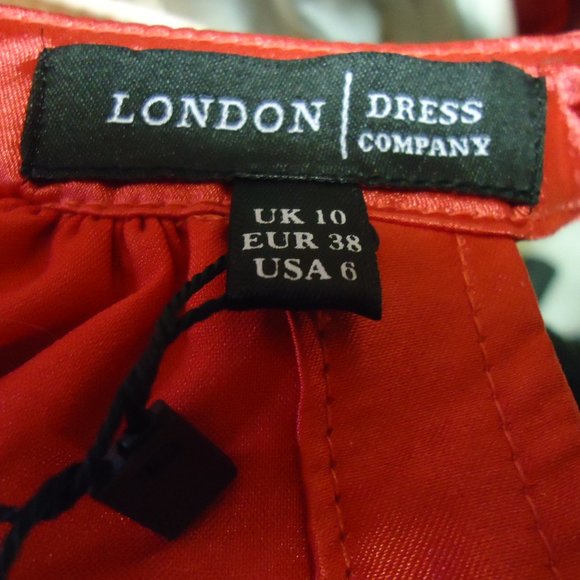 LONDON | DRESS COMPANY
UK 10
EUR 38
USA 6